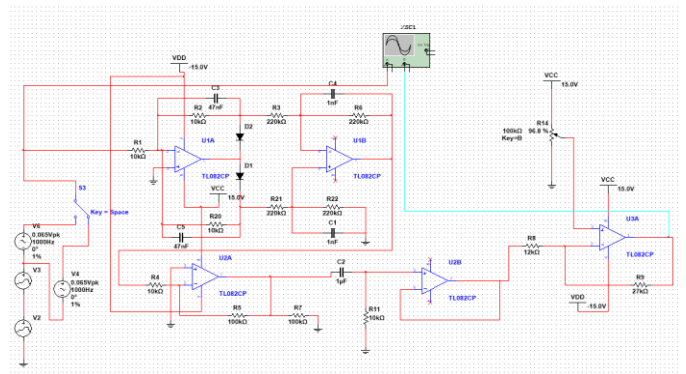 XSC1
VDD
-15.0V
VCC
15.0V
C3
47nF
C4
1nF
R2
10kΩ
R3
220kΩ
R6
220kΩ
D2
R14
100kΩ
Key=B
96.8 %
R1
10kΩ
U1A
U1B
TL082CP
TL082CP
D1
VCC
15.0V
VCC
15.0V
S3
Key = Space
R20
10kΩ
R21
220kΩ
R22
220kΩ
C5
47nF
C1
1nF
U3A
TL082CP
V6
0.065Vpk
1000Hz
0°
1%
V3
V4
0.065Vpk
1000Hz
0°
1%
V2
U2A
R4
10kΩ
TL082CP
C2
1µF
U2B
TL082CP
R8
12kΩ
R9
27kΩ
VDD
-15.0V
R5
100kΩ
R7
100kΩ
R11
10kΩ